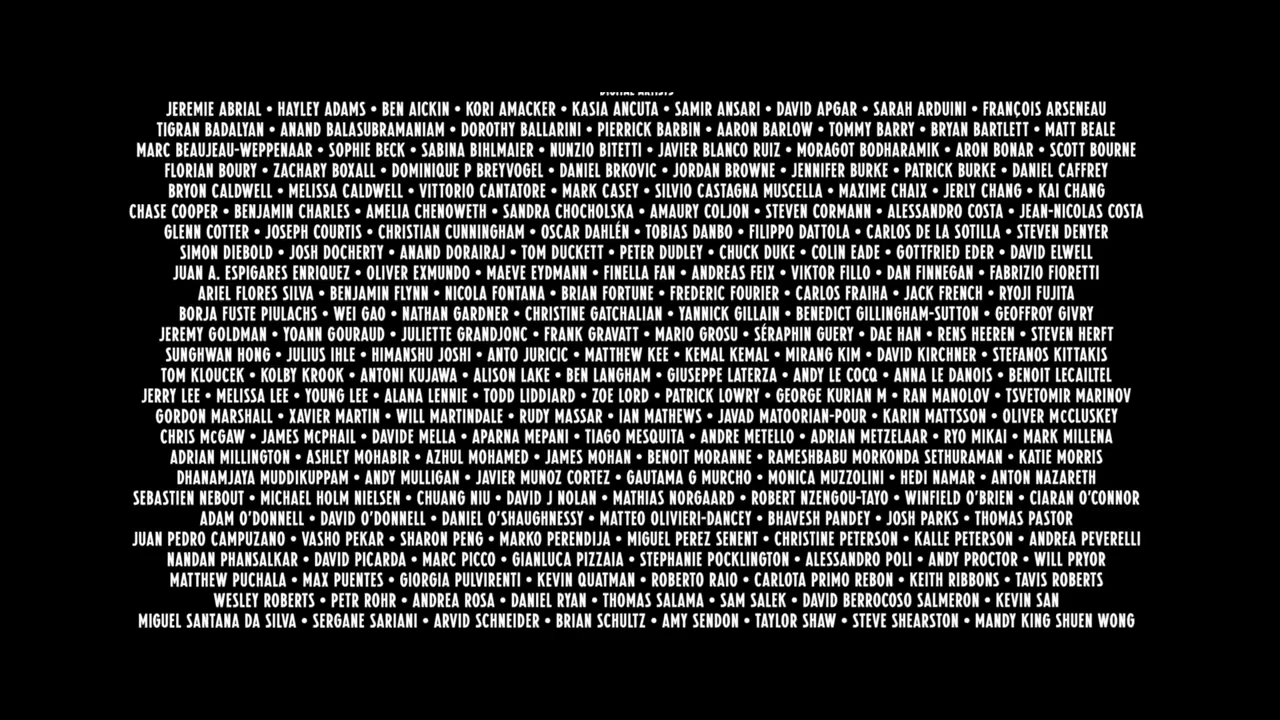 DIGITAL ARTISTS
JEREMIE ABRIAL • HAYLEY ADAMS • BEN AICKIN • KORI AMACKER • KASIA ANCUTA • SAMIR ANSARI • DAVID APGAR • SARAH ARDUINI • FRANÇOIS ARSENEAU
TIGRAN BADALYAN • ANAND BALASUBRAMANIAM • DOROTHY BALLARINI • PIERRICK BARBIN • AARON BARLOW • TOMMY BARRY • BRYAN BARTLETT • MATT BEALE
MARC BEAUJEAU-WEPPENAAR • SOPHIE BECK • SABINA BIHLMAIER • NUNZIO BITETTI • JAVIER BLANCO RUIZ • MORAGOT BODHARAMIK • ARON BONAR • SCOTT BOURNE
FLORIAN BOURY • ZACHARY BOXALL • DOMINIQUE P BREYVOGEL • DANIEL BRKOVIC • JORDAN BROWNE • JENNIFER BURKE • PATRICK BURKE • DANIEL CAFFREY
BRYON CALDWELL • MELISSA CALDWELL • VITTORIO CANTATORE • MARK CASEY • SILVIO CASTAGNA MUSCELLA • MAXIME CHAIX • JERLY CHANG • KAI CHANG
CHASE COOPER • BENJAMIN CHARLES • AMELIA CHENOWETH • SANDRA CHOCHOLSKA • AMAURY COLJON • STEVEN CORMANN • ALESSANDRO COSTA • JEAN-NICOLAS COSTA
GLENN COTTER • JOSEPH COURTIS • CHRISTIAN CUNNINGHAM • OSCAR DAHLÉN • TOBIAS DANBO • FILIPPO DATTOLA • CARLOS DE LA SOTILLA • STEVEN DENYER
SIMON DIEBOLD • JOSH DOCHERTY • ANAND DORAIRAJ • TOM DUCKETT • PETER DUDLEY • CHUCK DUKE • COLIN EADE • GOTTFRIED EDER • DAVID ELWELL
JUAN A. ESPIGARES ENRIQUEZ • OLIVER EXMUNDO • MAEVE EYDMANN • FINELLA FAN • ANDREAS FEIX • VIKTOR FILLO • DAN FINNEGAN • FABRIZIO FIORETTI
ARIEL FLORES SILVA • BENJAMIN FLYNN • NICOLA FONTANA • BRIAN FORTUNE • FREDERIC FOURIER • CARLOS FRAIHA • JACK FRENCH • RYOJI FUJITA
BORJA FUSTE PIULACHS • WEI GAO • NATHAN GARDNER • CHRISTINE GATCHALIAN • YANNICK GILLAIN • BENEDICT GILLINGHAM-SUTTON • GEOFFROY GIVRY
JEREMY GOLDMAN • YOANN GOURAUD • JULIETTE GRANDJONC • FRANK GRAVATT • MARIO GROSU • SÉRAPHIN GUERY • DAE HAN • RENS HEEREN • STEVEN HERFT
SUNGHWAN HONG • JULIUS IHLE • HIMANSHU JOSHI • ANTO JURICIC • MATTHEW KEE • KEMAL KEMAL • MIRANG KIM • DAVID KIRCHNER • STEFANOS KITTAKIS
TOM KLOUCEK • KOLBY KROOK • ANTONI KUJAWA • ALISON LAKE • BEN LANGHAM • GIUSEPPE LATERZA • ANDY LE COCQ • ANNA LE DANOIS • BENOIT LECAILTEL
JERRY LEE • MELISSA LEE • YOUNG LEE • ALANA LENNIE • TODD LIDDIARD • ZOE LORD • PATRICK LOWRY • GEORGE KURIAN M • RAN MANOLOV • TSVETOMIR MARINOV
GORDON MARSHALL • XAVIER MARTIN • WILL MARTINDALE • RUDY MASSAR • IAN MATHEWS • JAVAD MATOORIAN-POUR • KARIN MATTSSON • OLIVER McCLUSKEY
CHRIS McGAW • JAMES McPHAIL • DAVIDE MELLA • APARNA MEPANI • TIAGO MESQUITA • ANDRE METELLO • ADRIAN METZELAAR • RYO MIKAI • MARK MILLENA
ADRIAN MILLINGTON • ASHLEY MOHABIR • AZHUL MOHAMED • JAMES MOHAN • BENOIT MORANNE • RAMESHBABU MORKONDA SETHURAMAN • KATIE MORRIS
DHANAMJAYA MUDDIKUPPAM • ANDY MULLIGAN • JAVIER MUNOZ CORTEZ • GAUTAMA G MURCHO • MONICA MUZZOLINI • HEDI NAMAR • ANTON NAZARETH
SEBASTIEN NEBOUT • MICHAEL HOLM NIELSEN • CHUANG NIU • DAVID J NOLAN • MATHIAS NORGAARD • ROBERT NZENGOU-TAYO • WINFIELD O'BRIEN • CIARAN O'CONNOR
ADAM O'DONNELL • DAVID O'DONNELL • DANIEL O'SHAUGHNESSY • MATTEO OLIVIERI-DANCEY • BHAVESH PANDEY • JOSH PARKS • THOMAS PASTOR
JUAN PEDRO CAMPUZANO • VASHO PEKAR • SHARON PENG • MARKO PERENDIJA • MIGUEL PEREZ SENENT • CHRISTINE PETERSON • KALLE PETERSON • ANDREA PEVERELLI
NANDAN PHANSALKAR • DAVID PICARDA • MARC PICCO • GIANLUCA PIZZAIA • STEPHANIE POCKLINGTON • ALESSANDRO POLI • ANDY PROCTOR • WILL PRYOR
MATTHEW PUCHALA • MAX PUENTES • GIORGIA PULVIRENTI • KEVIN QUATMAN • ROBERTO RAIO • CARLOTA PRIMO REBON • KEITH RIBBONS • TAVIS ROBERTS
WESLEY ROBERTS • PETR ROHR • ANDREA ROSA • DANIEL RYAN • THOMAS SALAMA • SAM SALEK • DAVID BERROCOSO SALMERON • KEVIN SAN
MIGUEL SANTANA DA SILVA • SERGANE SARIANI • ARVID SCHNEIDER • BRIAN SCHULTZ • AMY SENDON • TAYLOR SHAW • STEVE SHEARSTON • MANDY KING SHUEN WONG